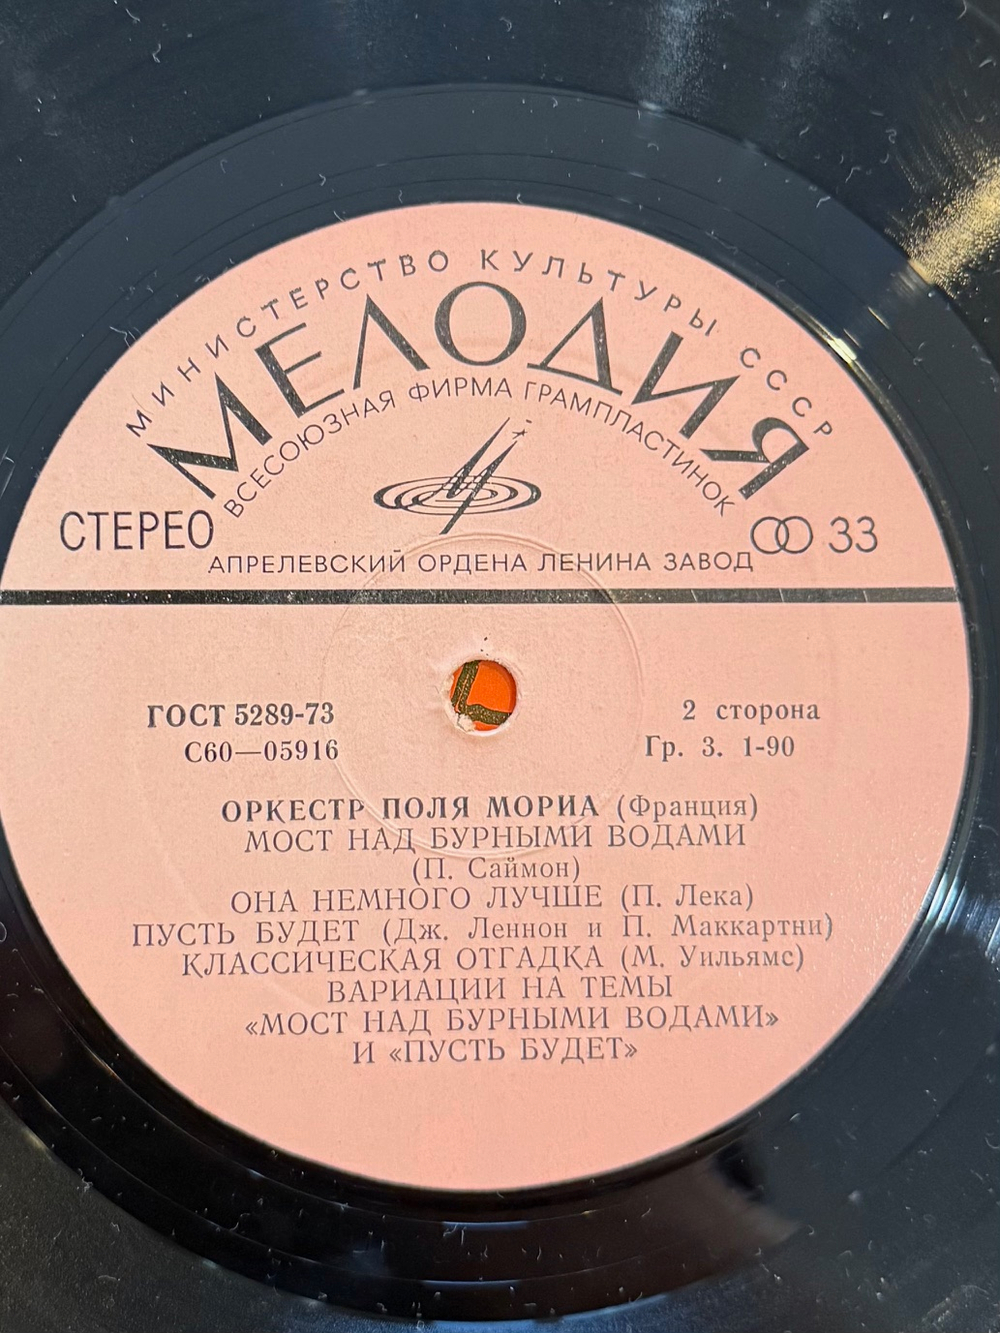 МИНИСТЕРСТВО КУЛЬТУРЫ СССР
МЕЛОДИЯ
ВСЕСОЮЗНАЯ ФИРМА ГРАМПЛАСТИНОК
СТЕРЕО
33
АПРЕЛЕВСКИЙ ОРДЕНА ЛЕНИНА ЗАВОД
ГОСТ 5289-73
2 сторона
С60—05916
Гр. 3. 1-90
ОРКЕСТР ПОЛЯ МОРИА (Франция)
МОСТ НАД БУРНЫМИ ВОДАМИ
(П. Саймон)
ОНА НЕМНОГО ЛУЧШЕ (П. Лека)
ПУСТЬ БУДЕТ (Дж. Леннон и П. Маккартни)
КЛАССИЧЕСКАЯ ОТГАДКА (М. Уильямс)
ВАРИАЦИИ НА ТЕМЫ
«МОСТ НАД БУРНЫМИ ВОДАМИ»
И «ПУСТЬ БУДЕТ»